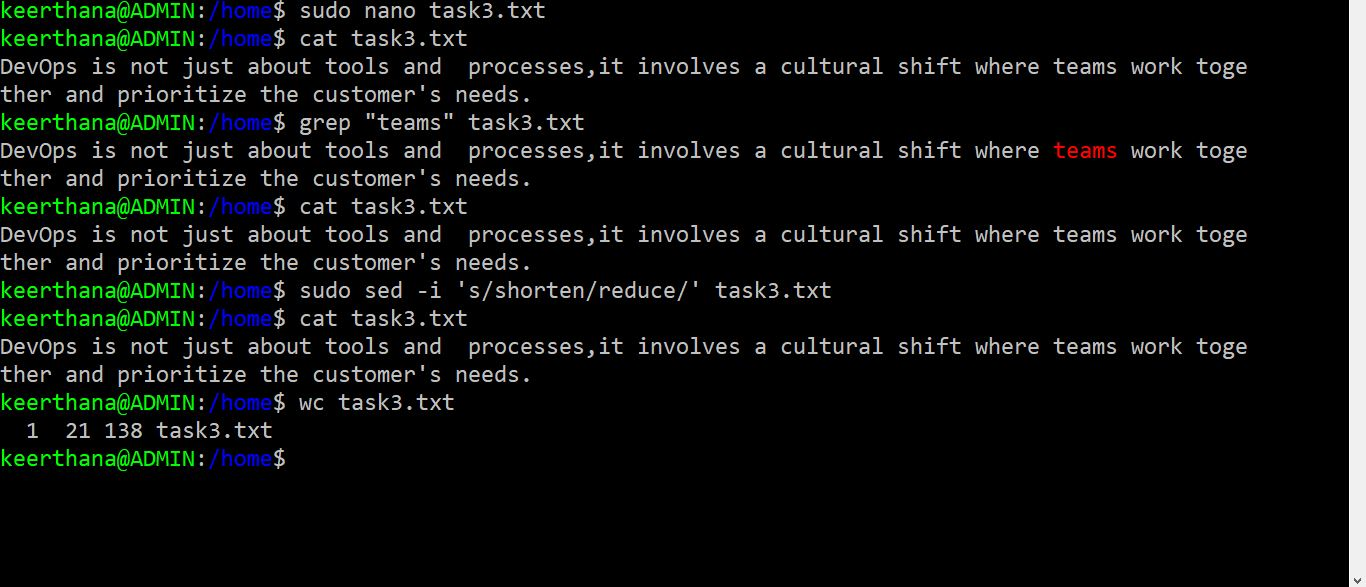 keerthana@ADMIN:/home$ sudo nano task3.txt
keerthana@ADMIN:/home$ cat task3.txt
DevOps is not just about tools and  processes,it involves a cultural shift where teams work toge
ther and prioritize the customer's needs.
keerthana@ADMIN:/home$ grep "teams" task3.txt
DevOps is not just about tools and  processes,it involves a cultural shift where teams work toge
ther and prioritize the customer's needs.
keerthana@ADMIN:/home$ cat task3.txt
DevOps is not just about tools and  processes,it involves a cultural shift where teams work toge
ther and prioritize the customer's needs.
keerthana@ADMIN:/home$ sudo sed -i 's/shorten/reduce/' task3.txt
keerthana@ADMIN:/home$ cat task3.txt
DevOps is not just about tools and  processes,it involves a cultural shift where teams work toge
ther and prioritize the customer's needs.
keerthana@ADMIN:/home$ wc task3.txt
  1  21 138 task3.txt
keerthana@ADMIN:/home$